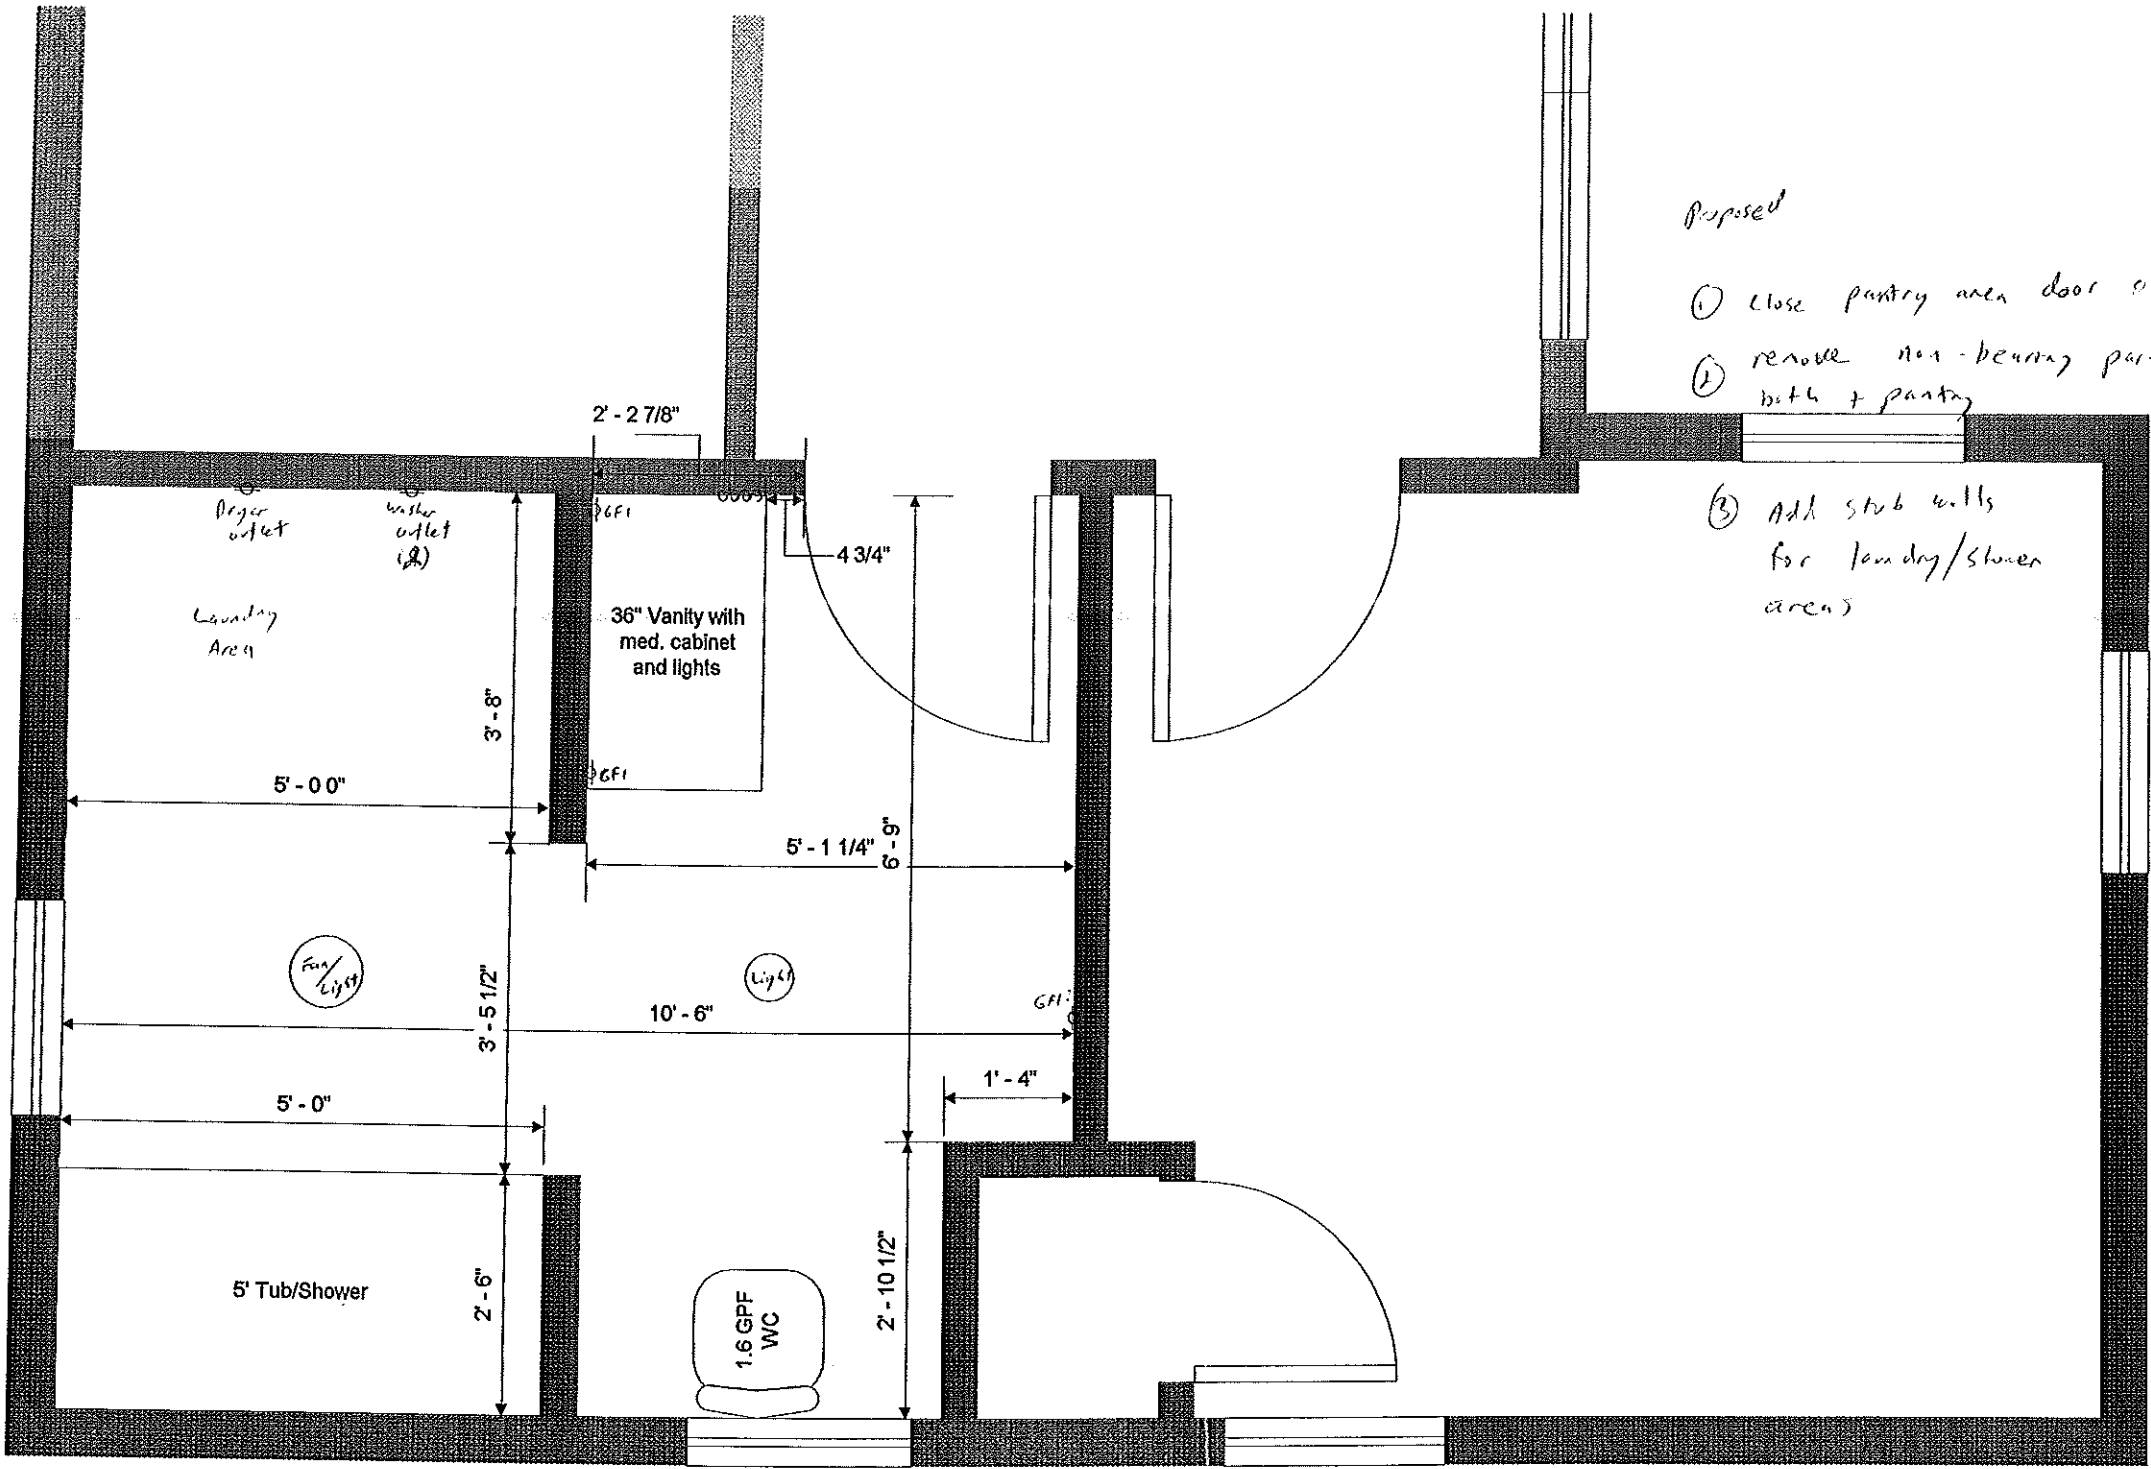 Proposed
① close pantry area door
② remove non-bearing
bath + pantry
③ Add stub walls
for laundry/shower
areas
2' - 2 7/8"
Dryer
outlet
washer
outlet
GFI
4 3/4"
Laundry
Area
36" Vanity with
med. cabinet
and lights
3' - 8"
GFI
5' - 0 0"
5' - 1 1/4"
6' - 9"
Fan/
Light
Light
3' - 5 1/2"
10' - 6"
GFI
5' - 0"
1' - 4"
5' Tub/Shower
2' - 6"
1.6 GPF
WC
2' - 10 1/2"